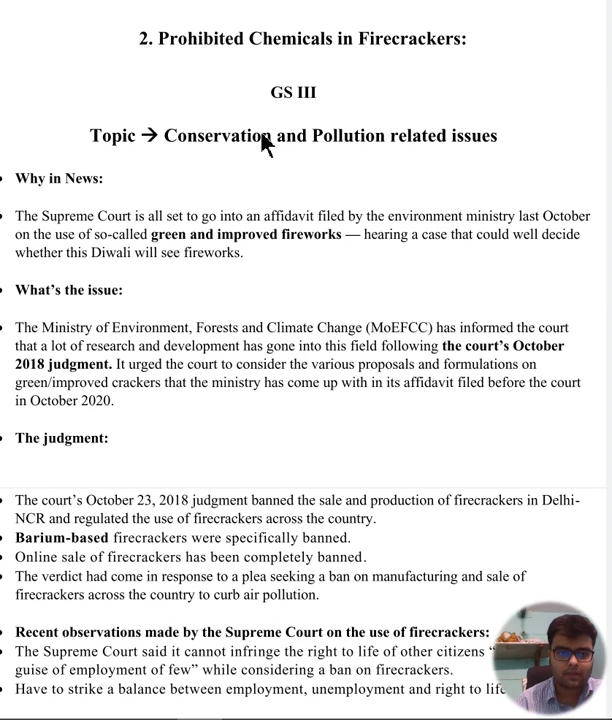 2. Prohibited Chemicals in Firecrackers:
GS III
Topic → Conservation and Pollution related issues
• Why in News:
• The Supreme Court is all set to go into an affidavit filed by the environment ministry last October
on the use of so-called green and improved fireworks — hearing a case that could well decide
whether this Diwali will see fireworks.
• What's the issue:
• The Ministry of Environment, Forests and Climate Change (MoEFCC) has informed the court
that a lot of research and development has gone into this field following the court's October
2018 judgment. It urged the court to consider the various proposals and formulations on
green/improved crackers that the ministry has come up with in its affidavit filed before the court
in October 2020.
• The judgment:
• The court's October 23, 2018 judgment banned the sale and production of firecrackers in Delhi-
NCR and regulated the use of firecrackers across the country.
• Barium-based firecrackers were specifically banned.
• Online sale of firecrackers has been completely banned.
• The verdict had come in response to a plea seeking a ban on manufacturing and sale of
firecrackers across the country to curb air pollution.
• Recent observations made by the Supreme Court on the use of firecrackers:
• The Supreme Court said it cannot infringe the right to life of other citizens “
guise of employment of few” while considering a ban on firecrackers.
• Have to strike a balance between employment, unemployment and right to life